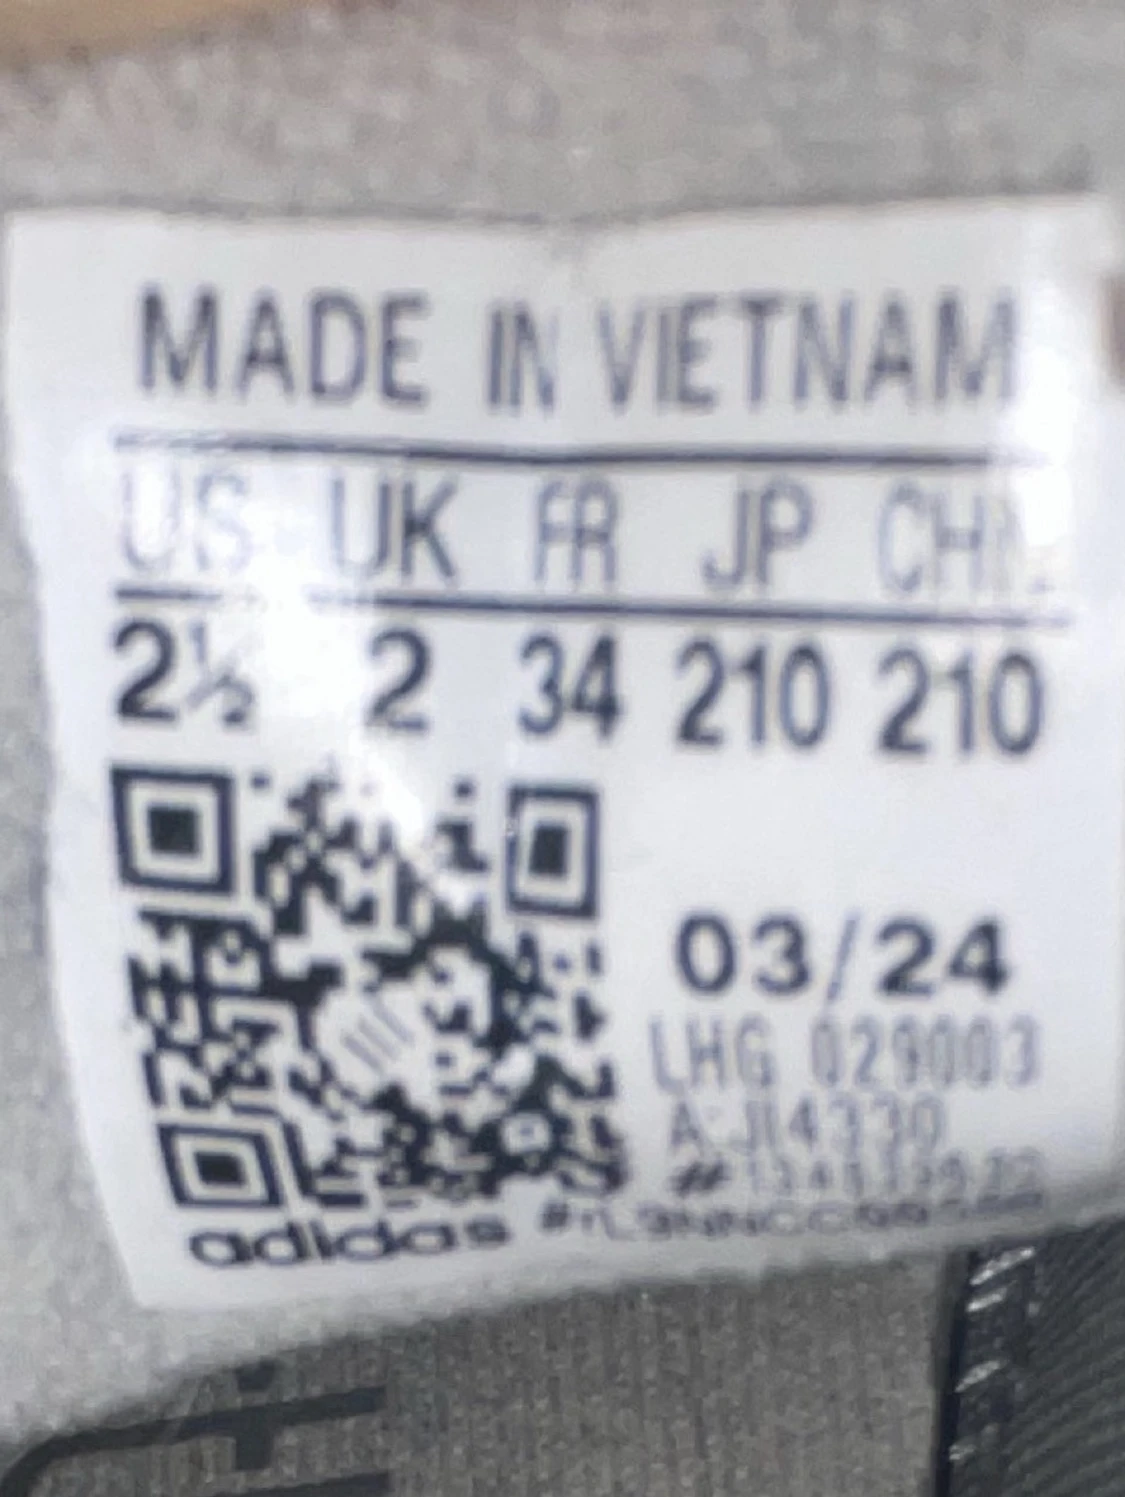 MADE IN VIETNAM
US UK FR JP CHN
2½ 2 34 210 210
03/24
LHG 029003
A:JI4330
adidas